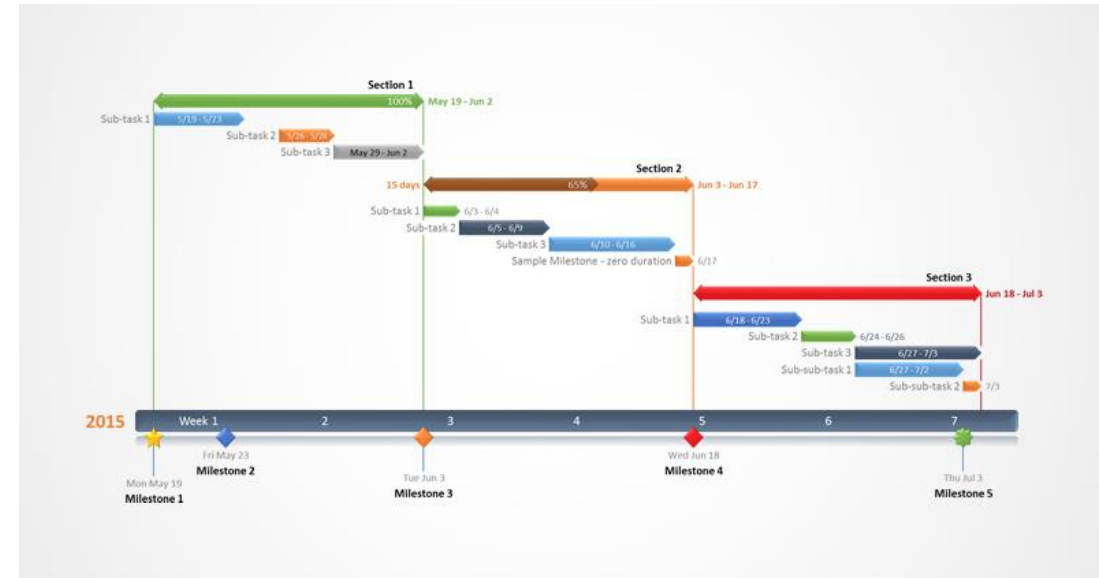 Section 1
100% May 19 - Jun 2
Sub-task 1 5/19 - 5/23
Sub-task 2 5/26 - 5/28
Sub-task 3 May 29 - Jun 2
Section 2
15 days 65% Jun 3 - Jun 17
Sub-task 1 6/3 - 6/4
Sub-task 2 6/5 - 6/9
Sub-task 3 6/10 - 6/16
Sample Milestone - zero duration 6/17
Section 3
Jun 18 - Jul 3
Sub-task 1 6/18 - 6/23
Sub-task 2 6/24 - 6/26
Sub-task 3 6/27 - 7/3
Sub-sub-task 1 6/27 - 7/2
Sub-sub-task 2 7/3
2015 Week 1 2 3 4 5 6 7
Mon May 19
Milestone 1
Fri May 23
Milestone 2
Tue Jun 3
Milestone 3
Wed Jun 18
Milestone 4
Thu Jul 3
Milestone 5